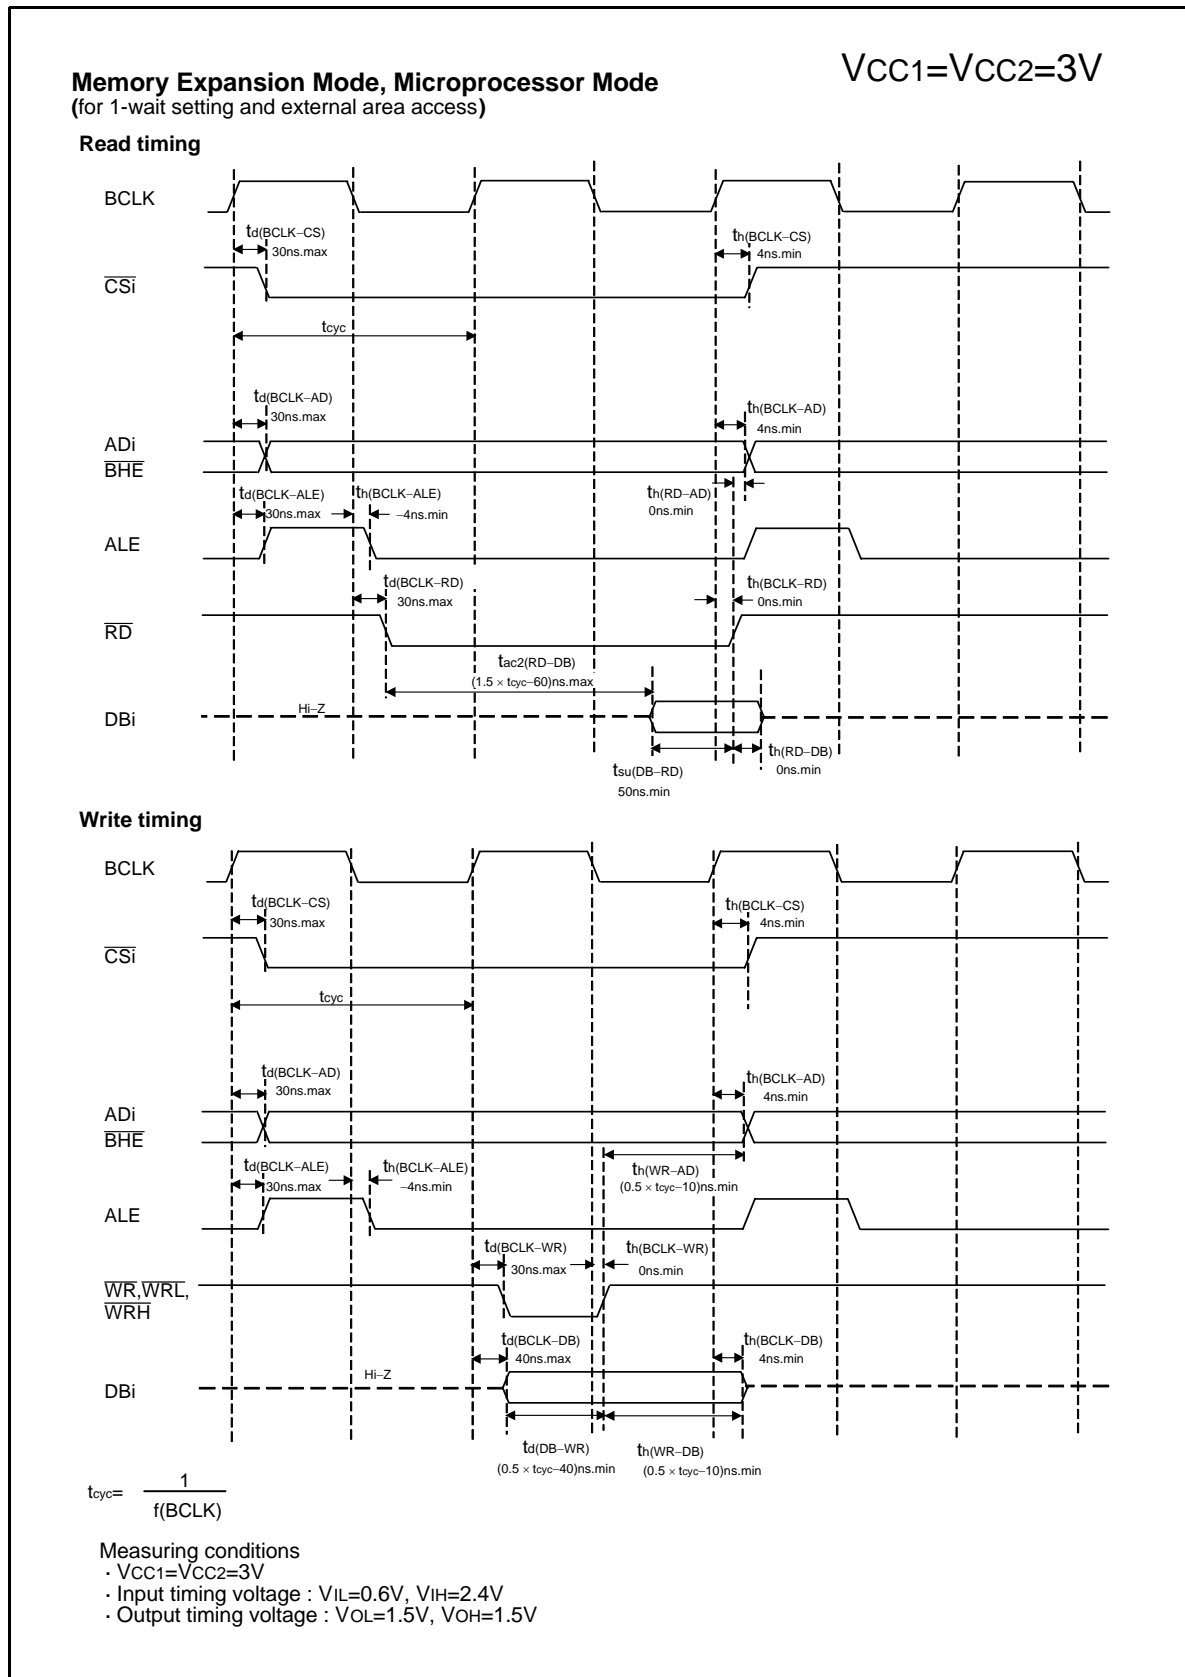 VCC1=VCC2=3V
Memory Expansion Mode, Microprocessor Mode
(for 1-wait setting and external area access)
Read timing
BCLK
td(BCLK−CS)
30ns.max
th(BCLK−CS)
4ns.min
CSi
tcyc
td(BCLK−AD)
30ns.max
th(BCLK−AD)
4ns.min
ADi
BHE
td(BCLK−ALE)
30ns.max
th(BCLK−ALE)
−4ns.min
th(RD−AD)
0ns.min
ALE
td(BCLK−RD)
30ns.max
th(BCLK−RD)
0ns.min
RD
tac2(RD−DB)
(1.5 × tcyc−60)ns.max
Hi−Z
DBi
tsu(DB−RD)
50ns.min
th(RD−DB)
0ns.min
Write timing
BCLK
td(BCLK−CS)
30ns.max
th(BCLK−CS)
4ns.min
CSi
tcyc
td(BCLK−AD)
30ns.max
th(BCLK−AD)
4ns.min
ADi
BHE
td(BCLK−ALE)
30ns.max
th(BCLK−ALE)
−4ns.min
th(WR−AD)
(0.5 × tcyc−10)ns.min
ALE
td(BCLK−WR)
30ns.max
th(BCLK−WR)
0ns.min
WR,WRL,
WRH
td(BCLK−DB)
40ns.max
th(BCLK−DB)
4ns.min
Hi−Z
DBi
td(DB−WR)
(0.5 × tcyc−40)ns.min
th(WR−DB)
(0.5 × tcyc−10)ns.min
tcyc= 1
f(BCLK)
Measuring conditions
· VCC1=VCC2=3V
· Input timing voltage : VIL=0.6V, VIH=2.4V
· Output timing voltage : VOL=1.5V, VOH=1.5V